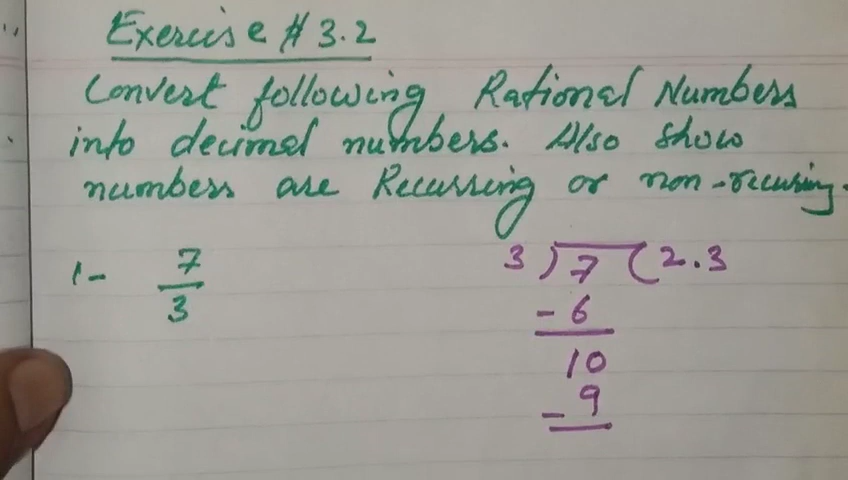 Exercise # 3.2
Convert following Rational Numbers
into decimal numbers. Also show
numbers are Recurring or non-recuring.
1- 7/3
3 ) 7 ( 2.3
- 6
10
- 9